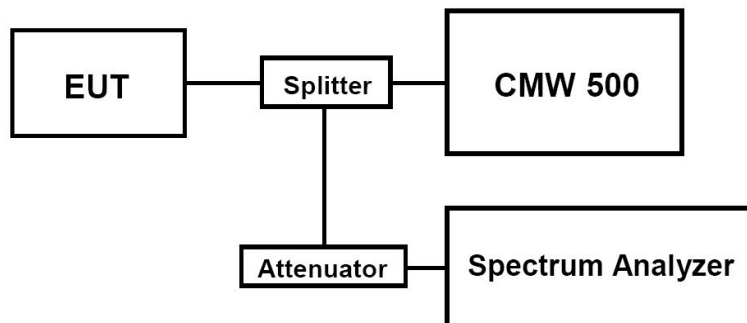 EUT
Splitter
CMW 500
Attenuator
Spectrum Analyzer